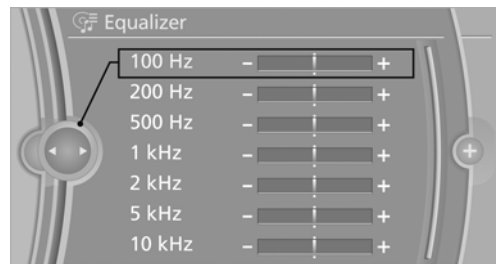 Equalizer
100 Hz - +
200 Hz - +
500 Hz - +
1 kHz - +
2 kHz - +
5 kHz - +
10 kHz - +
+